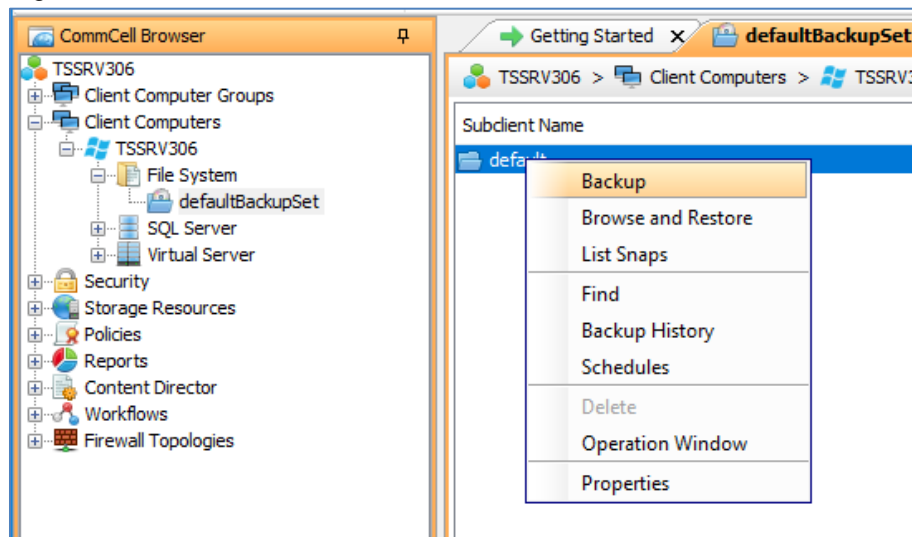 CommCell Browser
TSSRV306
Client Computer Groups
Client Computers
TSSRV306
File System
defaultBackupSet
SQL Server
Virtual Server
Security
Storage Resources
Policies
Reports
Content Director
Workflows
Firewall Topologies
Getting Started
defaultBackupSet
TSSRV306 > Client Computers > TSSRV3
Subclient Name
default
Backup
Browse and Restore
List Snaps
Find
Backup History
Schedules
Delete
Operation Window
Properties